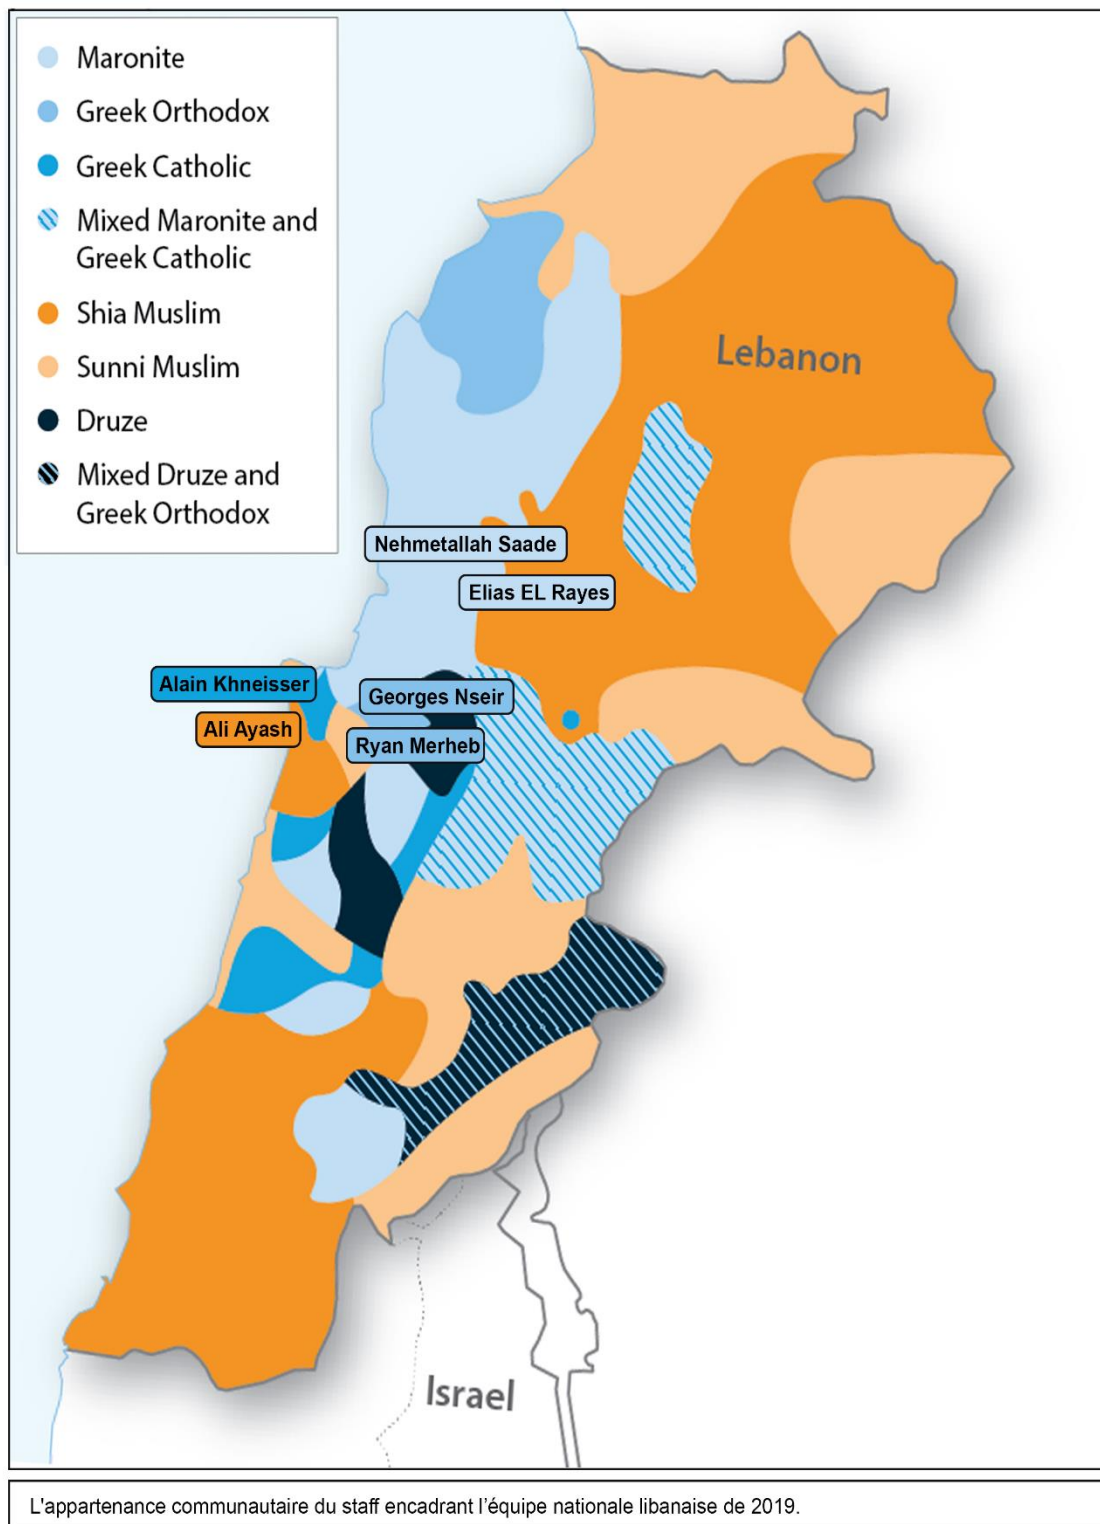 Maronite
Greek Orthodox
Greek Catholic
Mixed Maronite and
Greek Catholic
Shia Muslim
Sunni Muslim
Druze
Mixed Druze and
Greek Orthodox
Lebanon
Nehmetallah Saade
Elias EL Rayes
Alain Khneisser
Georges Nseir
Ali Ayash
Ryan Merheb
Israel
L'appartenance communautaire du staff encadrant l’équipe nationale libanaise de 2019.